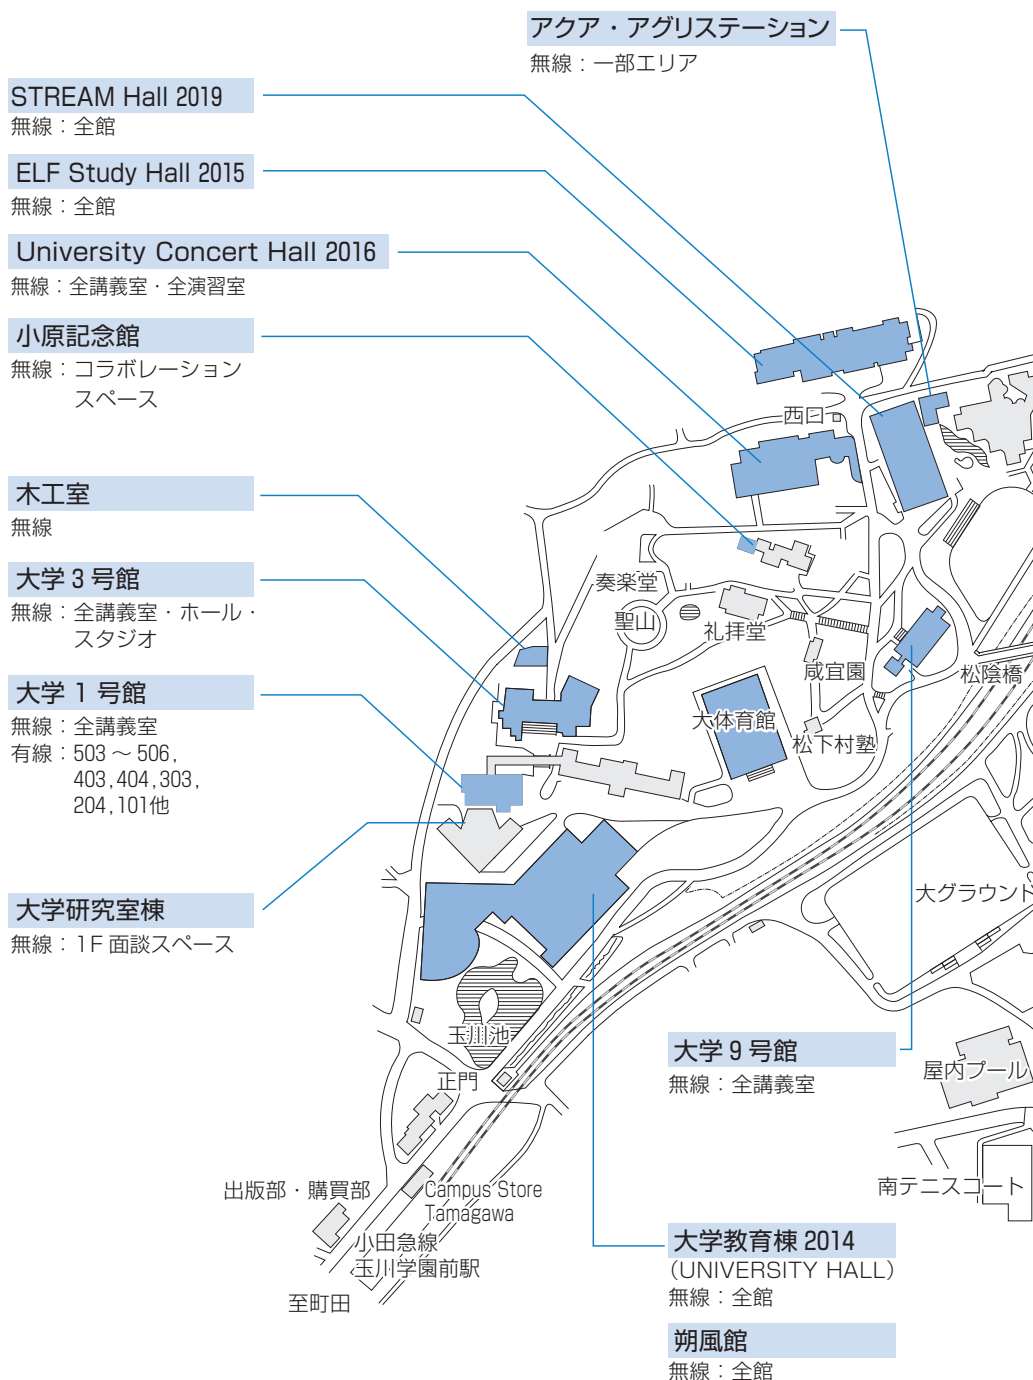 アクア・アグリステーション
無線：一部エリア
STREAM Hall 2019
無線：全館
ELF Study Hall 2015
無線：全館
University Concert Hall 2016
無線：全講義室・全演習室
小原記念館
無線：コラボレーション
スペース
木工室
無線
大学 3 号館
無線：全講義室・ホール・
スタジオ
大学 1 号館
無線：全講義室
有線：503 ～ 506,
403,404,303,
204,101他
大学研究室棟
無線：1F 面談スペース
西口
奏楽堂
聖山
礼拝堂
咸宜園
松陰橋
大体育館
松下村塾
大グラウンド
玉川池
正門
大学 9 号館
無線：全講義室
屋内プール
南テニスコート
出版部・購買部
Campus Store
Tamagawa
小田急線
玉川学園前駅
至町田
大学教育棟 2014
(UNIVERSITY HALL)
無線：全館
朔風館
無線：全館